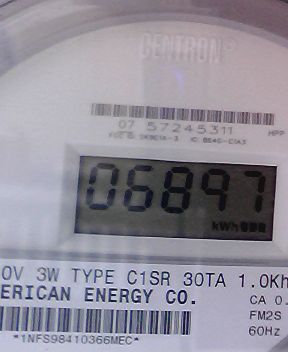 CENTRON®
07 57245311
HPP
06897
kWh
0V 3W TYPE C1SR 30TA 1.0Kh
ERICAN ENERGY CO.
CA 0.
FM2S
60Hz
*1NFS98410366MEC*